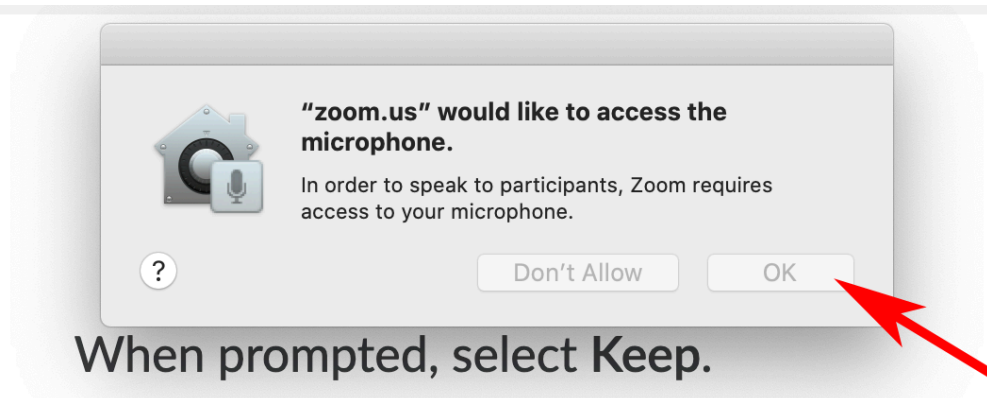 “zoom.us” would like to access the
microphone.
In order to speak to participants, Zoom requires
access to your microphone.
?
Don’t Allow
OK
When prompted, select Keep.